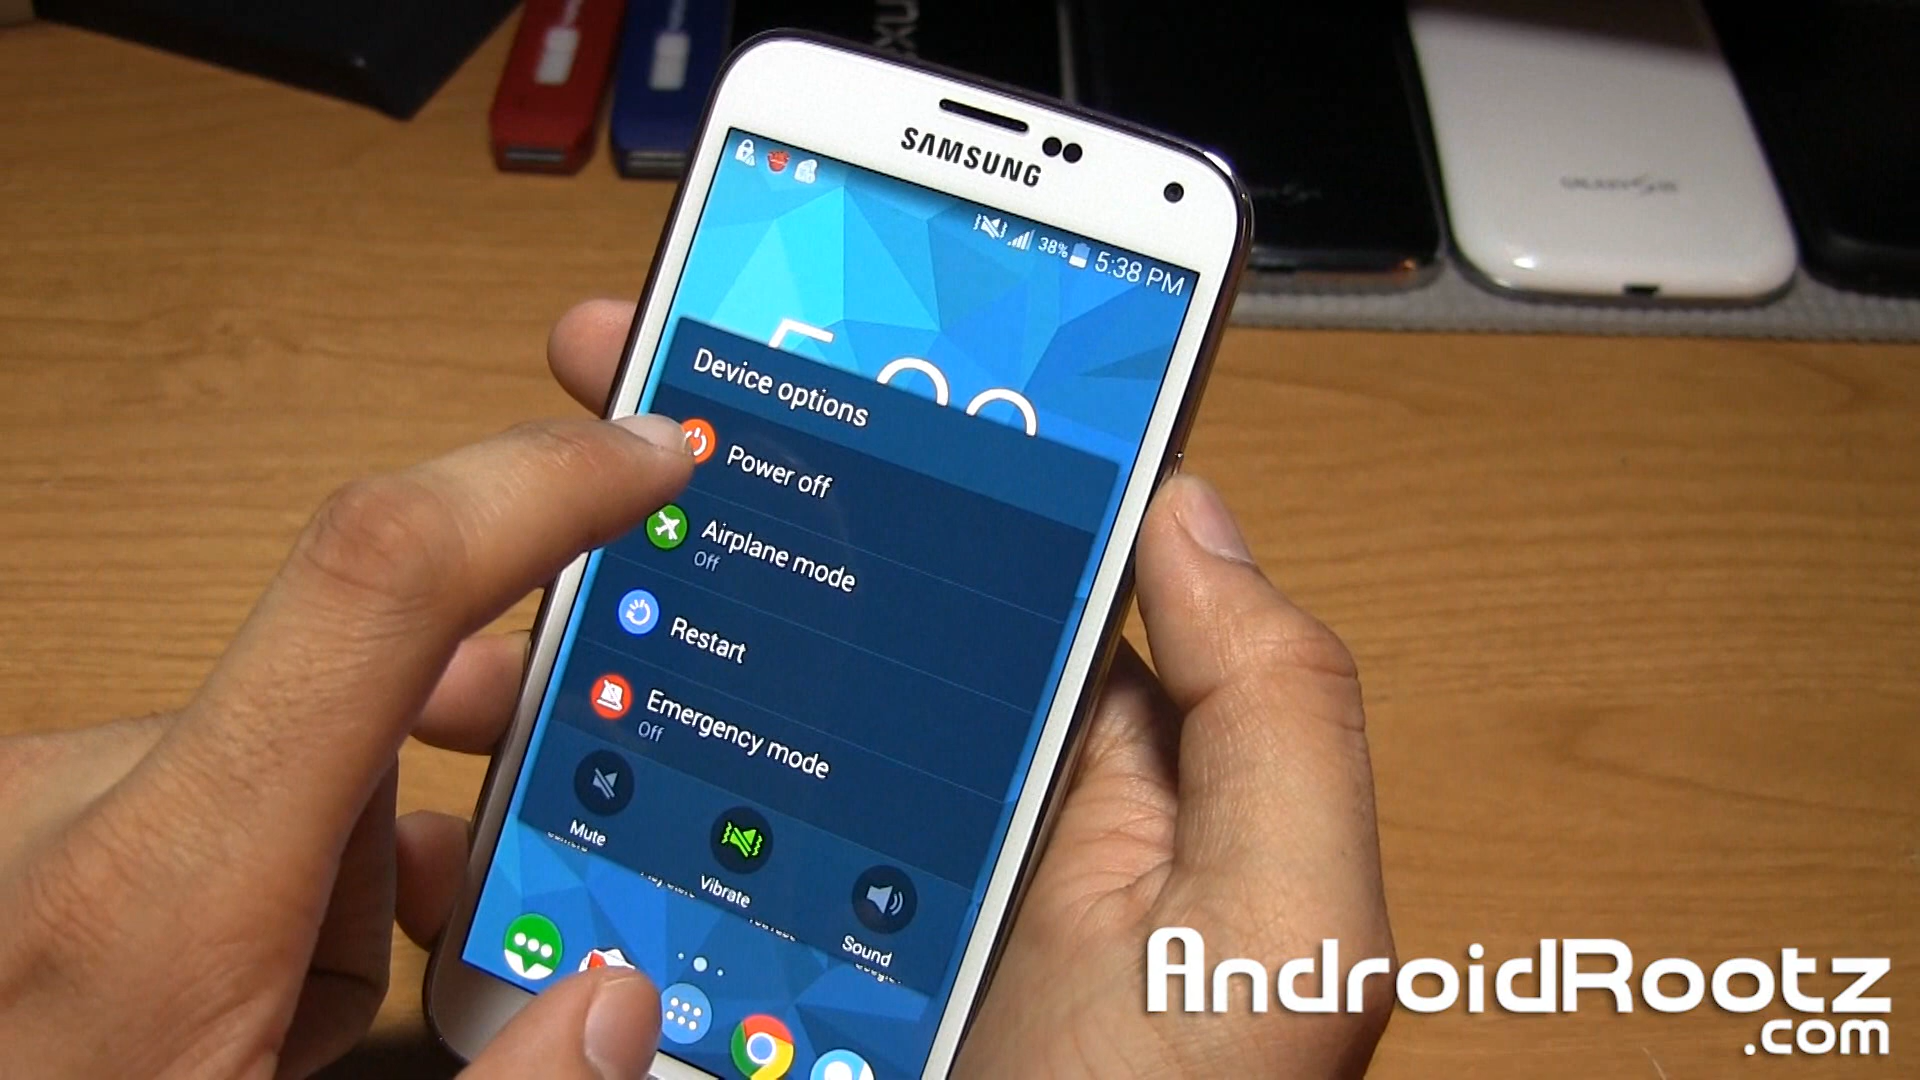 SAMSUNG
38% 5:38 PM
Device options
Power off
Airplane mode
Off
Restart
Emergency mode
Off
Mute
Vibrate
Sound
AndroidRootz
.com